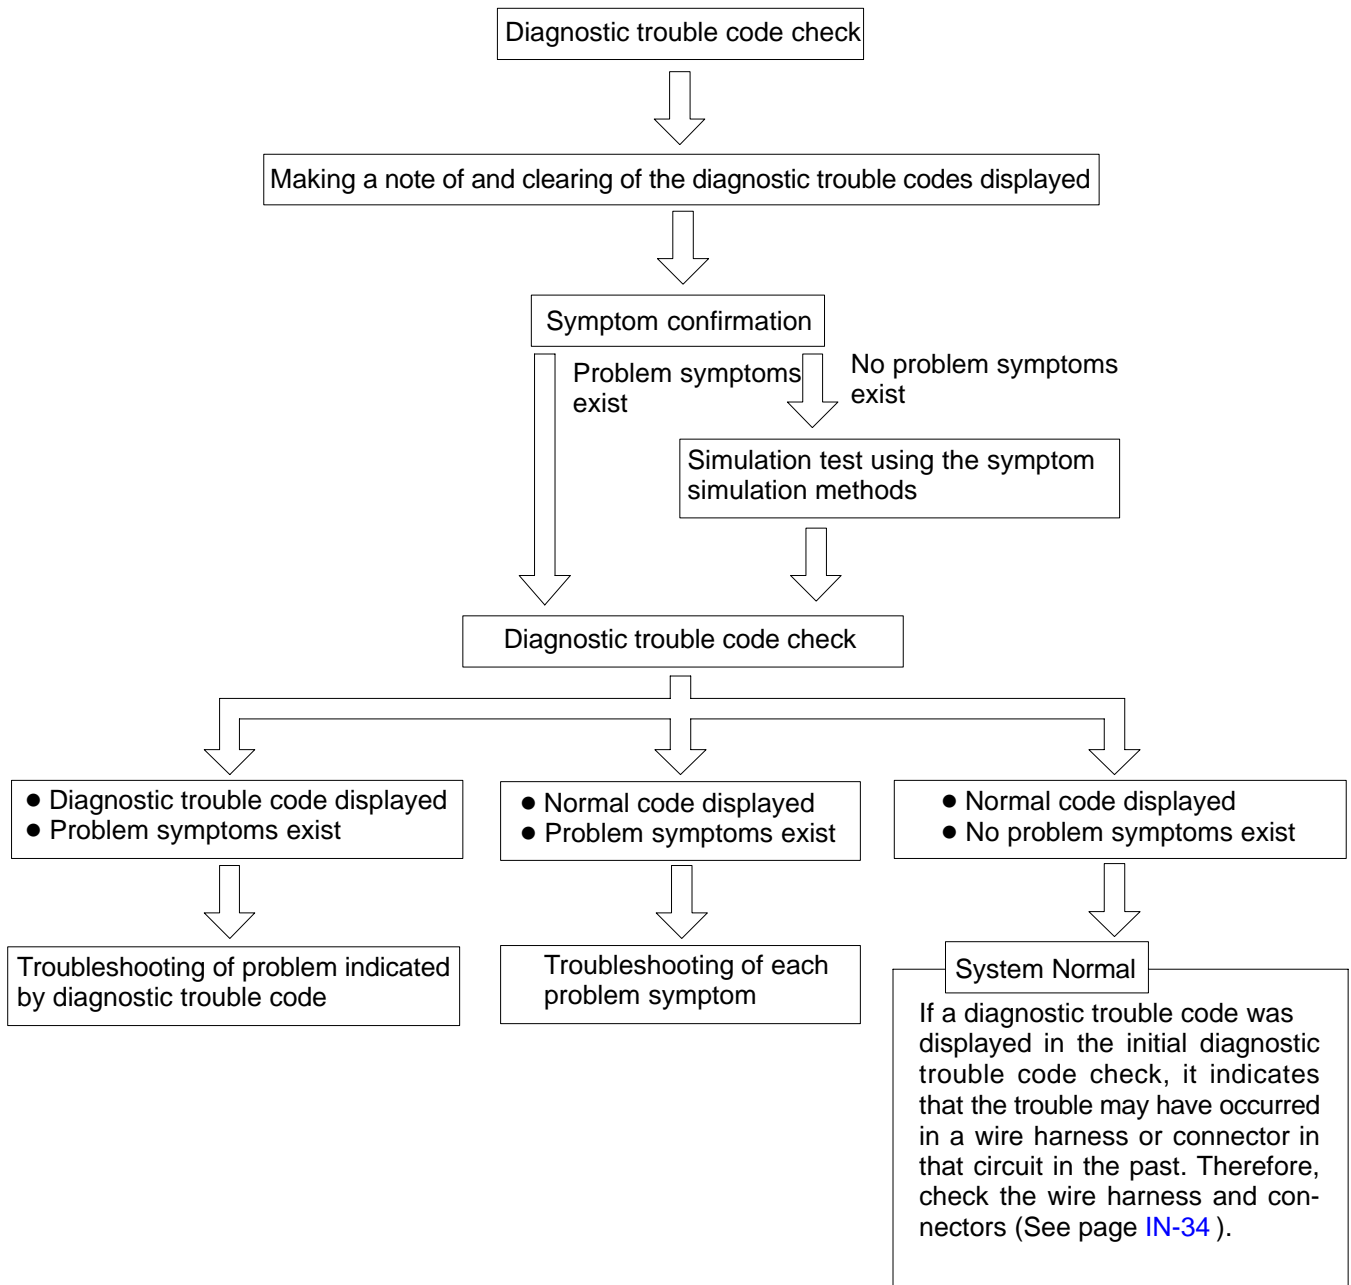 Diagnostic trouble code check
Making a note of and clearing of the diagnostic trouble codes displayed
Symptom confirmation
Problem symptoms
exist
No problem symptoms
exist
Simulation test using the symptom
simulation methods
Diagnostic trouble code check
● Diagnostic trouble code displayed
● Problem symptoms exist
● Normal code displayed
● Problem symptoms exist
● Normal code displayed
● No problem symptoms exist
Troubleshooting of problem indicated
by diagnostic trouble code
Troubleshooting of each
problem symptom
System Normal
If a diagnostic trouble code was
displayed in the initial diagnostic
trouble code check, it indicates
that the trouble may have occurred
in a wire harness or connector in
that circuit in the past. Therefore,
check the wire harness and con-
nectors (See page IN-34 ).